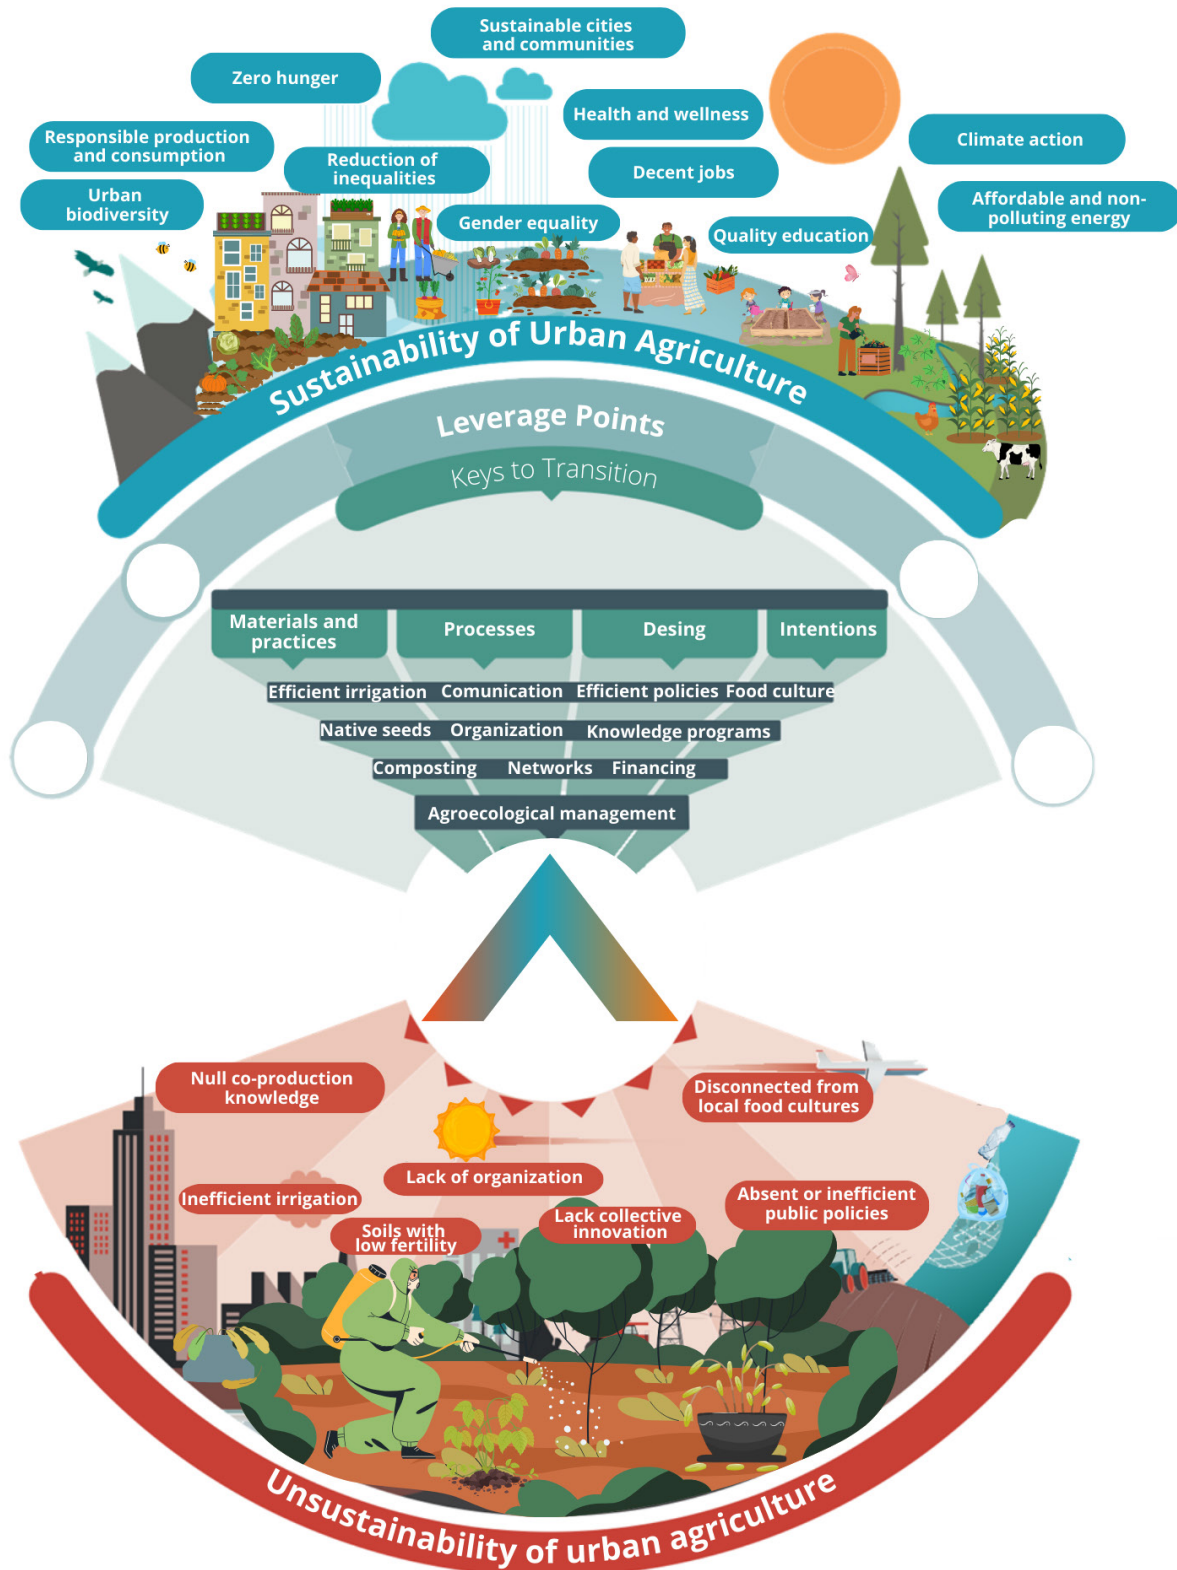 Sustainable cities
and communities
Zero hunger
Health and wellness
Responsible production
and consumption
Climate action
Reduction of
inequalities
Decent jobs
Urban
biodiversity
Affordable and non-
polluting energy
Gender equality
Quality education
Sustainability of Urban Agriculture
Leverage Points
Keys to Transition
Materials and
practices
Processes
Desing
Intentions
Efficient irrigation
Comunication
Efficient policies
Food culture
Native seeds
Organization
Knowledge programs
Composting
Networks
Financing
Agroecological management
Null co-production
knowledge
Disconnected from
local food cultures
Lack of organization
Inefficient irrigation
Absent or inefficient
public policies
Soils with
low fertility
Lack collective
innovation
Unsustainability of urban agriculture